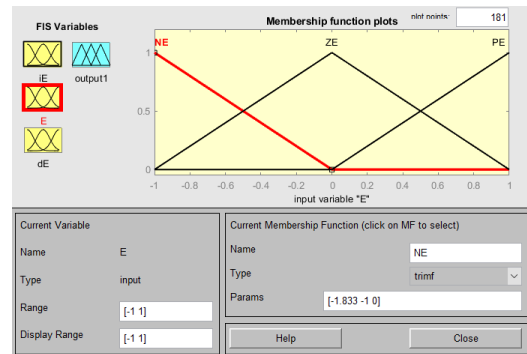 FIS Variables
Membership function plots
plot points:
181
iE
output1
E
dE
NE
ZE
PE
1
0.5
0
-1 -0.8 -0.6 -0.4 -0.2 0 0.2 0.4 0.6 0.8 1
input variable "E"
Current Variable
Name E
Type input
Range [-1 1]
Display Range [-1 1]
Current Membership Function (click on MF to select)
Name NE
Type trimf
Params [-1.833 -1 0]
Help
Close